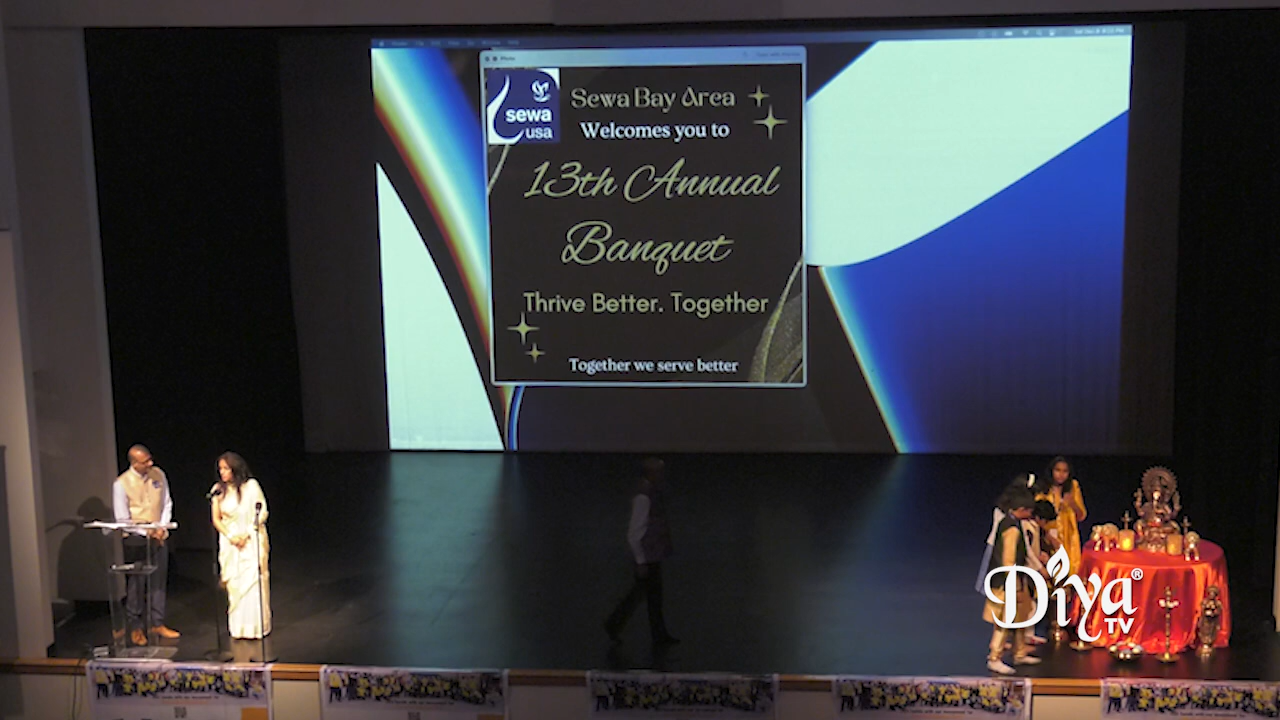 sewa
usa
Sewa Bay Area
Welcomes you to
13th Annual
Banquet
Thrive Better. Together
Together we serve better
Diya®
TV